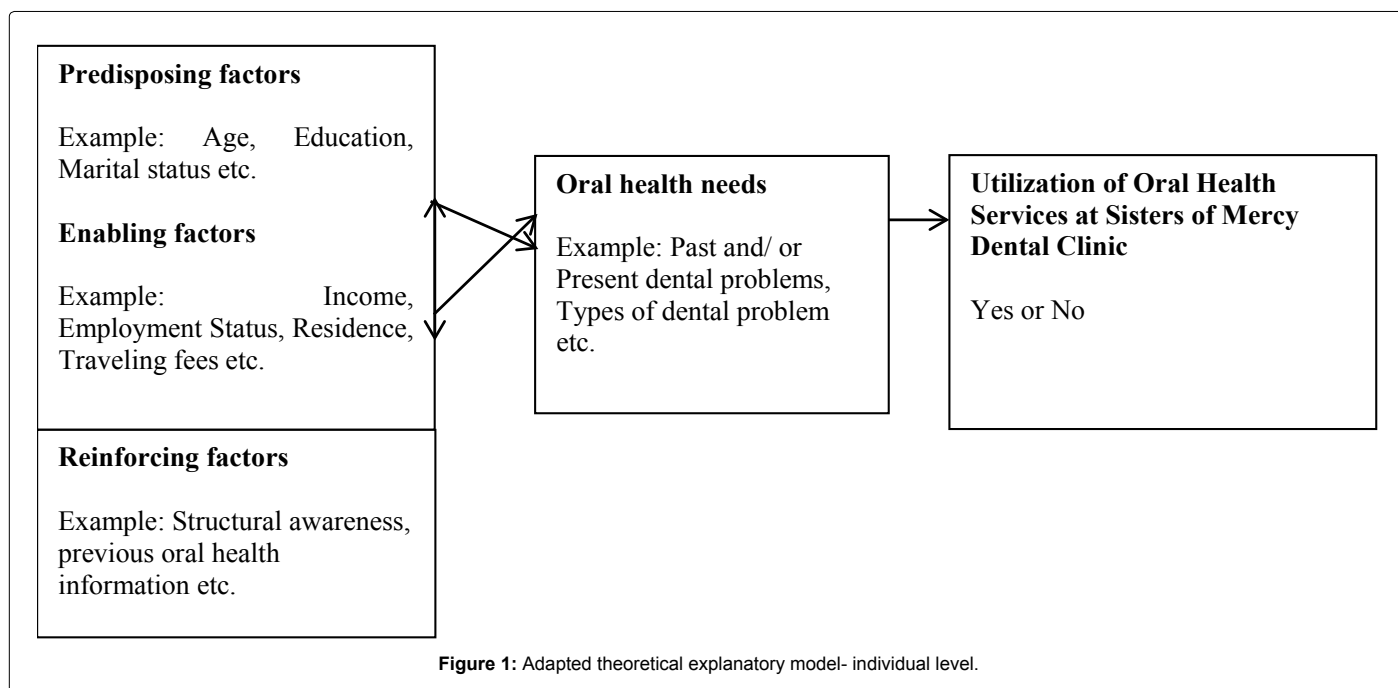 Predisposing factors
Example: Age, Education,
Marital status etc.
Enabling factors
Example: Income,
Employment Status, Residence,
Traveling fees etc.
Reinforcing factors
Example: Structural awareness,
previous oral health
information etc.
Oral health needs
Example: Past and/ or
Present dental problems,
Types of dental problem
etc.
Utilization of Oral Health
Services at Sisters of Mercy
Dental Clinic
Yes or No
Figure 1: Adapted theoretical explanatory model- individual level.